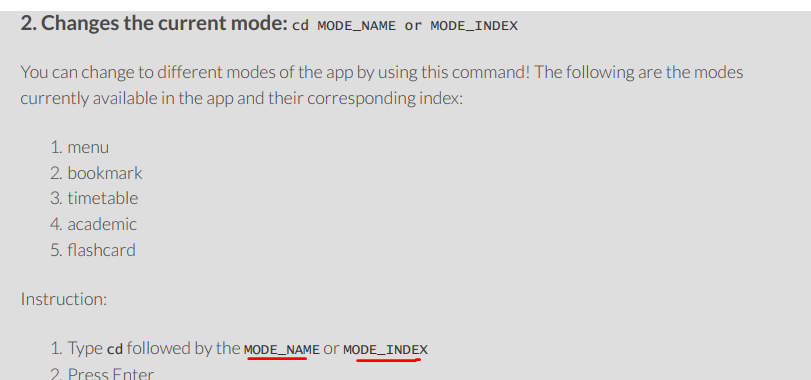 2. Changes the current mode: cd MODE_NAME or MODE_INDEX
You can change to different modes of the app by using this command! The following are the modes
currently available in the app and their corresponding index:
1. menu
2. bookmark
3. timetable
4. academic
5. flashcard
Instruction:
1. Type cd followed by the MODE_NAME or MODE_INDEX
2. Press Enter